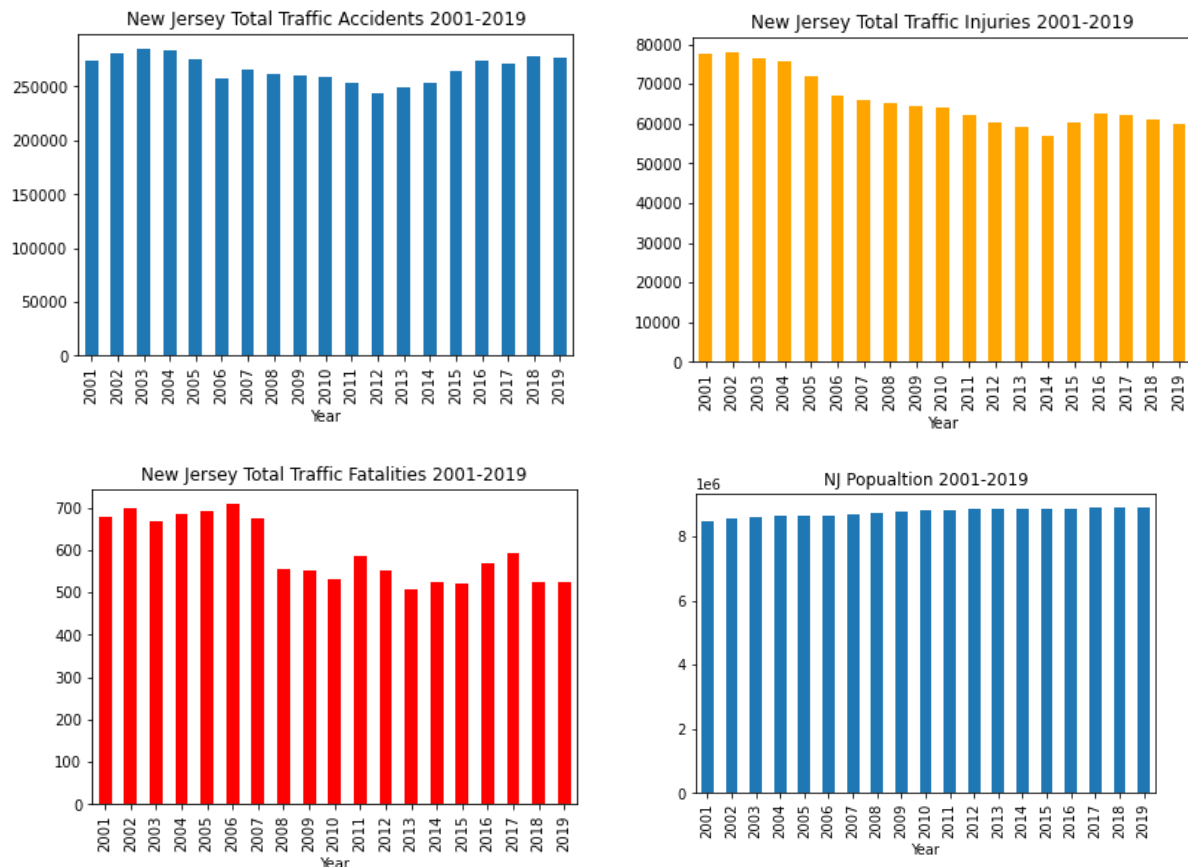 New Jersey Total Traffic Accidents 2001-2019
250000
200000
150000
100000
50000
0
2001 2002 2003 2004 2005 2006 2007 2008 2009 2010 2011 2012 2013 2014 2015 2016 2017 2018 2019
Year
New Jersey Total Traffic Injuries 2001-2019
80000
70000
60000
50000
40000
30000
20000
10000
0
2001 2002 2003 2004 2005 2006 2007 2008 2009 2010 2011 2012 2013 2014 2015 2016 2017 2018 2019
Year
New Jersey Total Traffic Fatalities 2001-2019
700
600
500
400
300
200
100
0
2001 2002 2003 2004 2005 2006 2007 2008 2009 2010 2011 2012 2013 2014 2015 2016 2017 2018 2019
Year
NJ Popualtion 2001-2019
1e6
8
6
4
2
0
2001 2002 2003 2004 2005 2006 2007 2008 2009 2010 2011 2012 2013 2014 2015 2016 2017 2018 2019
Year